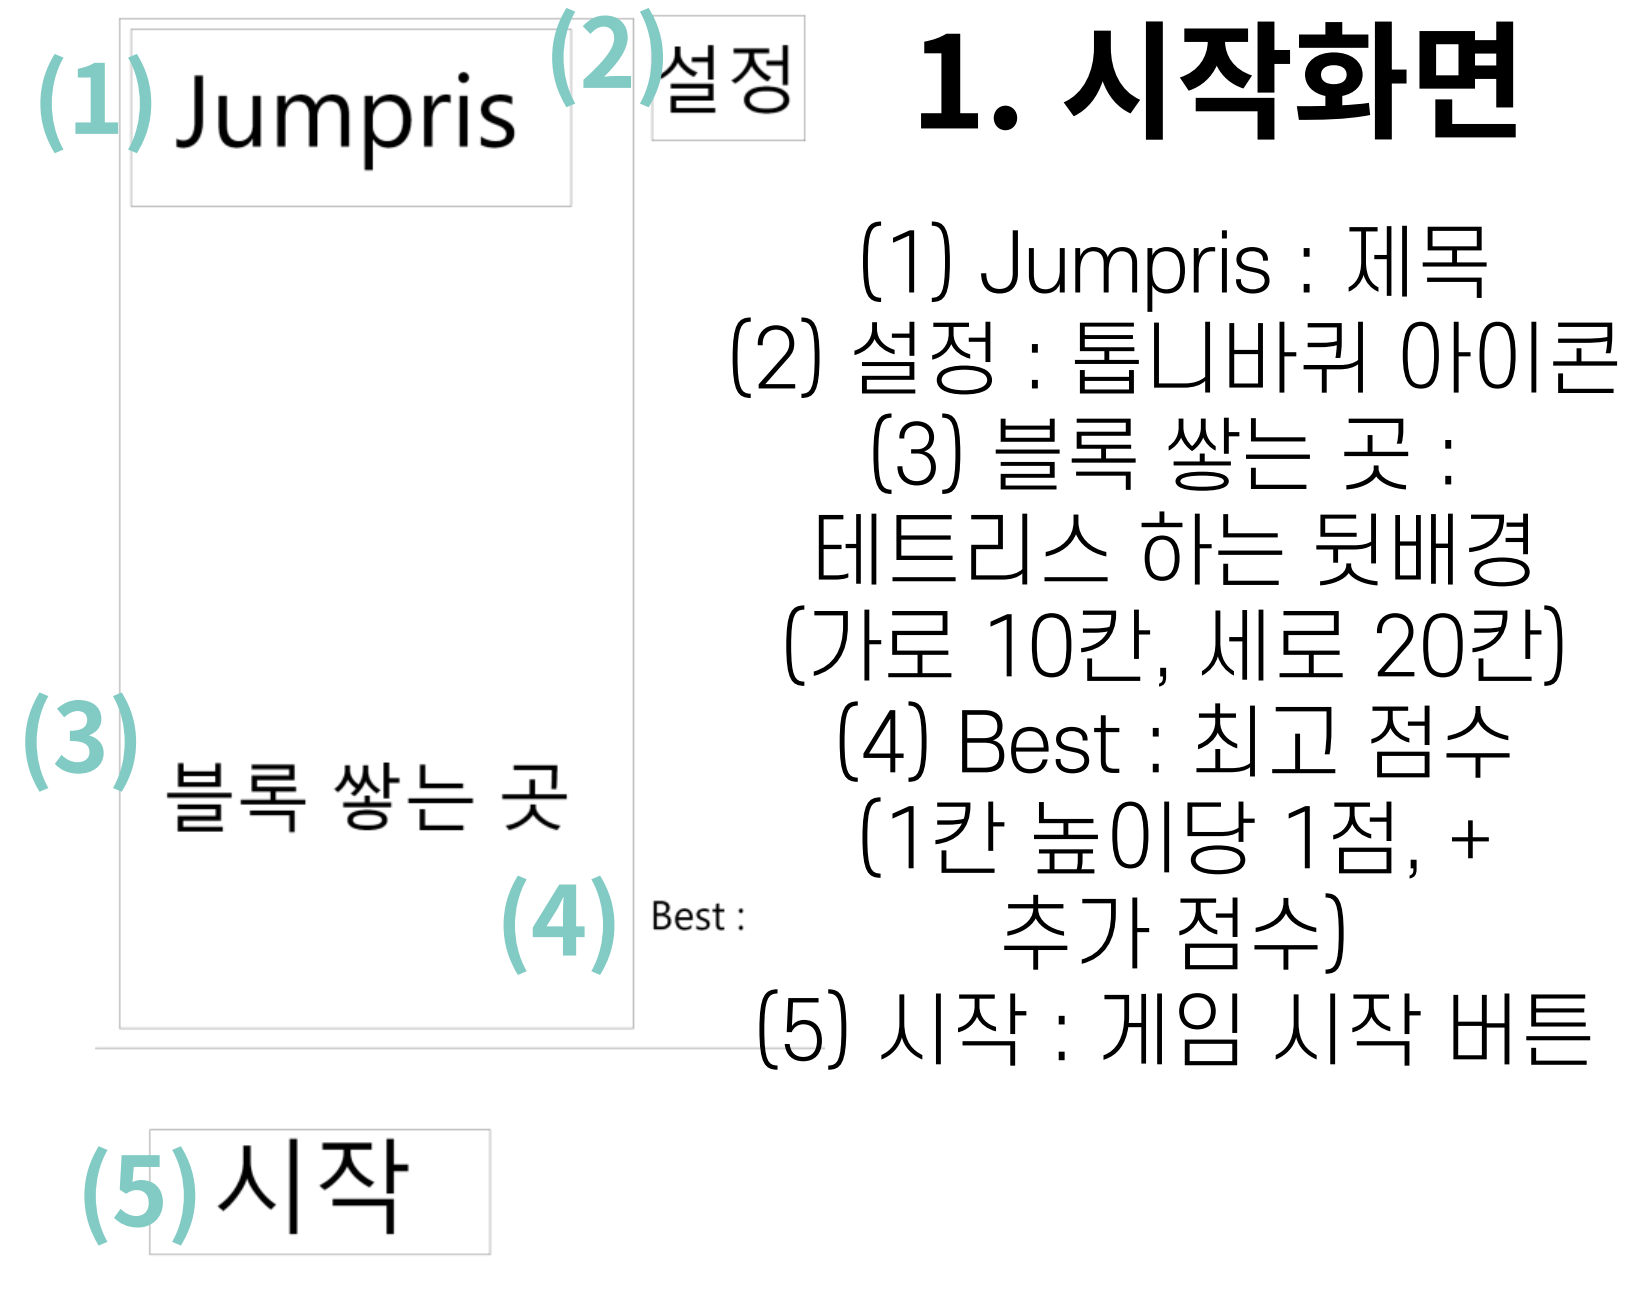 (1)
Jumpris
(2)
설정
(3)
블록 쌓는 곳
(4)
Best :
(5)
시작
1. 시작화면
(1) Jumpris : 제목
(2) 설정 : 톱니바퀴 아이콘
(3) 블록 쌓는 곳 :
테트리스 하는 뒷배경
(가로 10칸, 세로 20칸)
(4) Best : 최고 점수
(1칸 높이당 1점, +
추가 점수)
(5) 시작 : 게임 시작 버튼